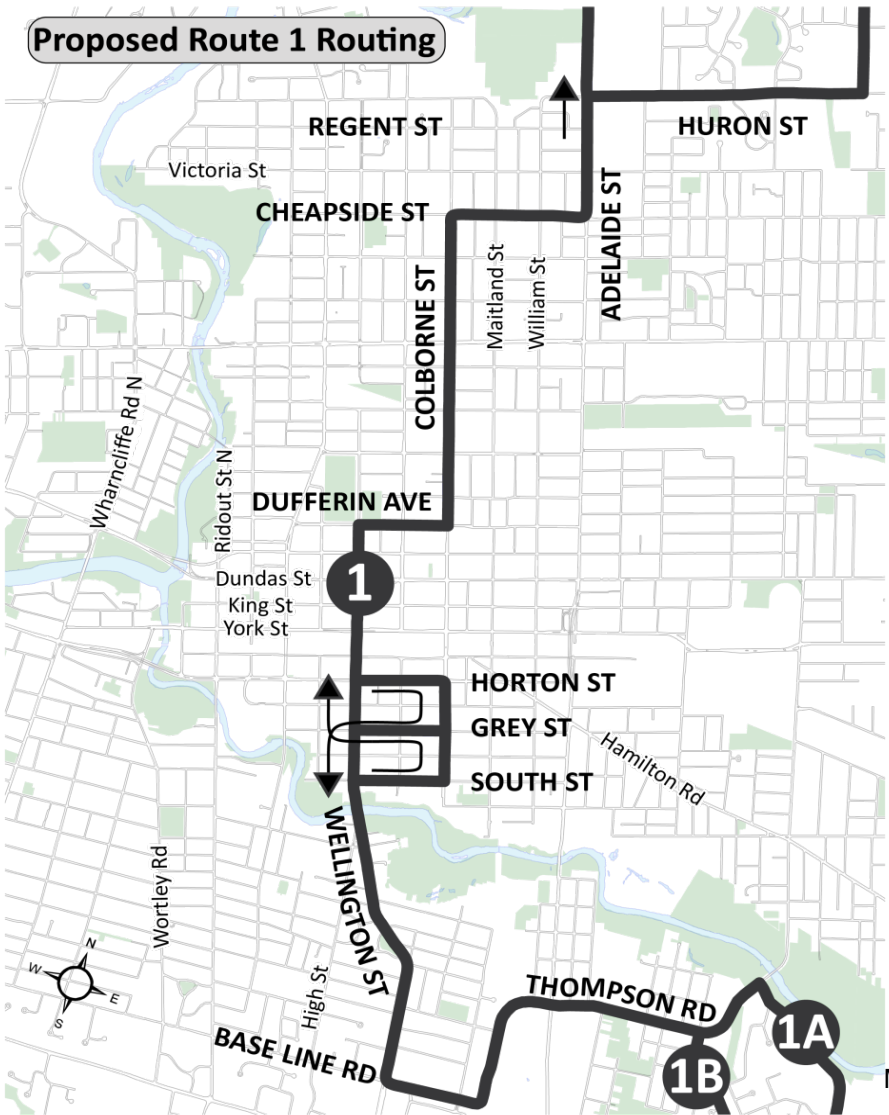 Proposed Route 1 Routing
REGENT ST
HURON ST
Victoria St
CHEAPSIDE ST
ADELAIDE ST
COLBORNE ST
Maitland St
William St
Wharncliffe Rd N
Ridout St N
DUFFERIN AVE
1
Dundas St
King St
York St
HORTON ST
GREY ST
SOUTH ST
Hamilton Rd
WELLINGTON ST
Wortley Rd
High St
N
W
E
S
THOMPSON RD
BASE LINE RD
1A
1B